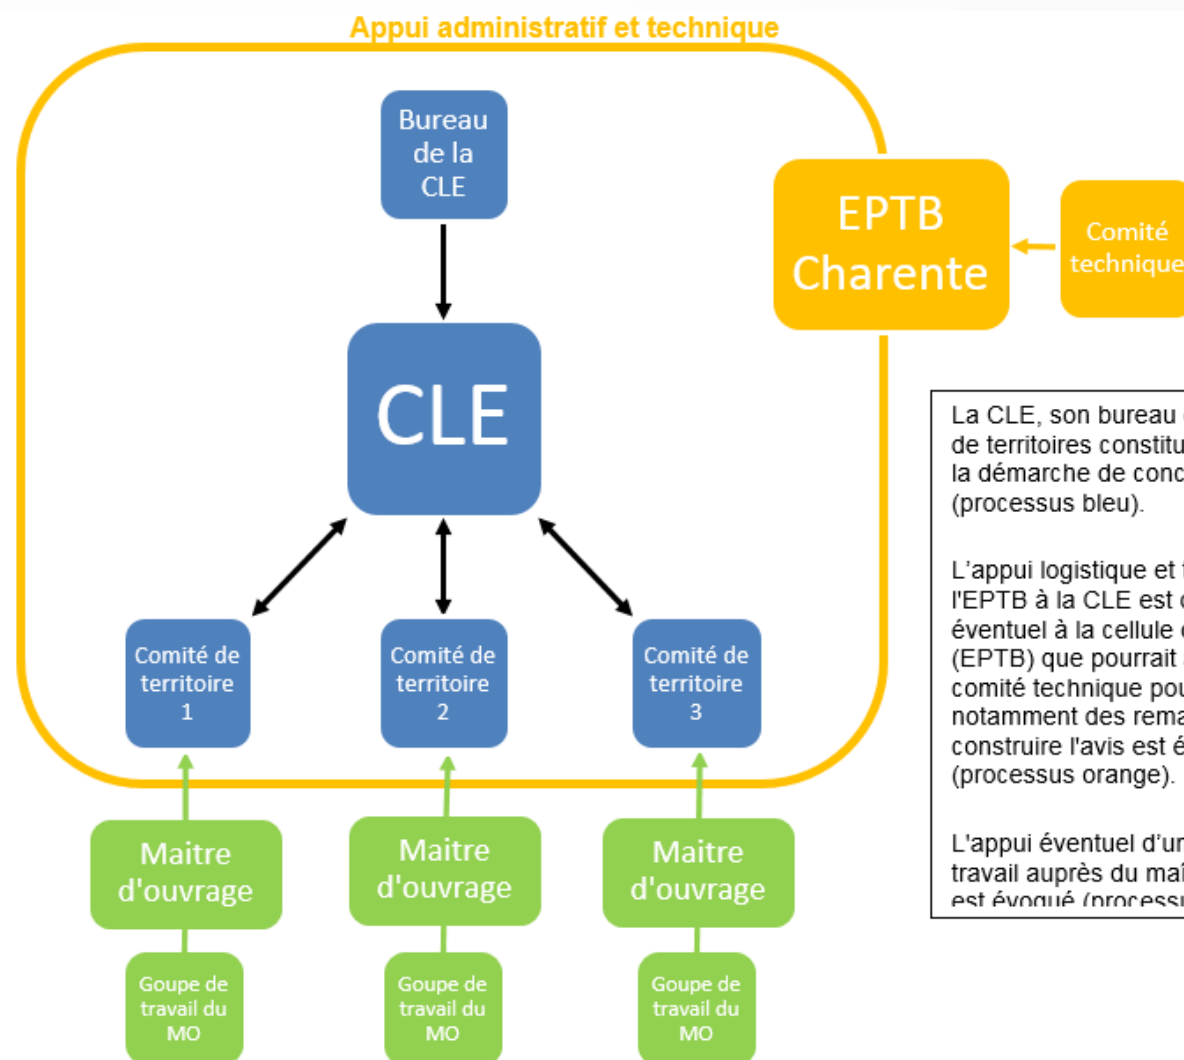 Appui administratif et technique
Bureau
de la
CLE
EPTB
Charente
Comité
technique
CLE
Comité de
territoire
1
Comité de
territoire
2
Comité de
territoire
3
Maitre
d'ouvrage
Maitre
d'ouvrage
Maitre
d'ouvrage
Goupe de
travail du
MO
Goupe de
travail du
MO
Goupe de
travail du
MO
La CLE, son bureau
de territoires constitu
la démarche de conc
(processus bleu).
L'appui logistique et
l'EPTB à la CLE est
éventuel à la cellule
(EPTB) que pourrait
comité technique pou
notamment des rema
construire l'avis est é
(processus orange).
L'appui éventuel d'un
travail auprès du maî
est évoqué (processu